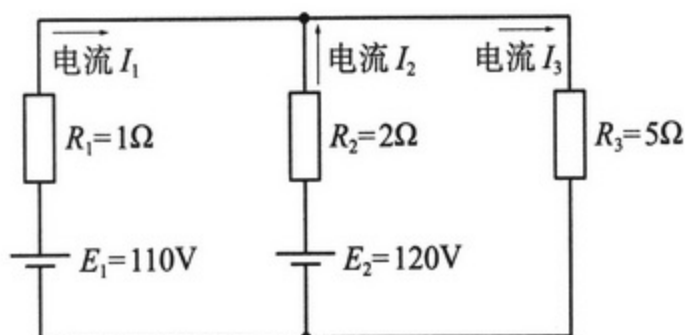 电流 I₁ 电流 I₂ 电流 I₃
R₁=1Ω R₂=2Ω R₃=5Ω
E₁=110V E₂=120V